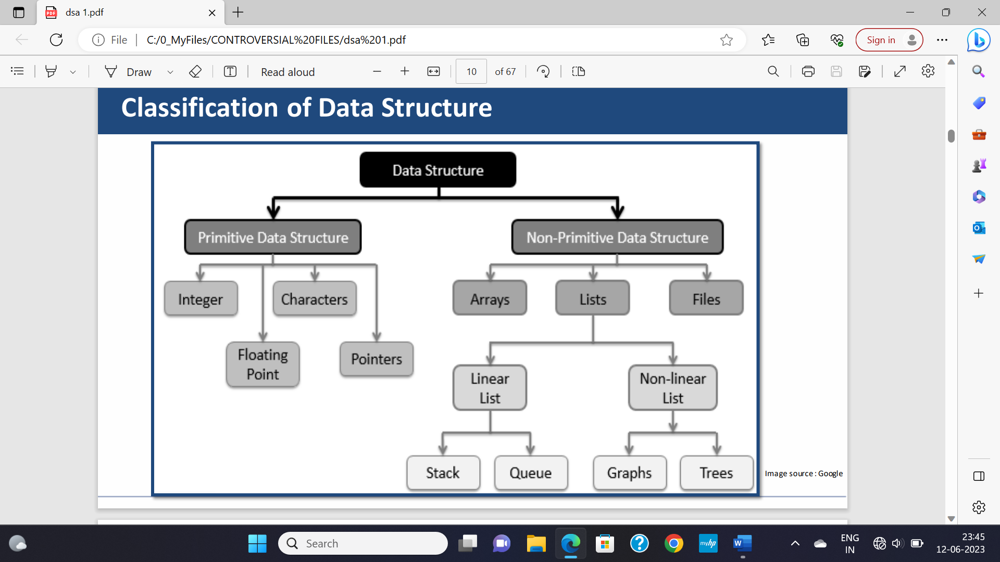 dsa 1.pdf
File
C:/0_MyFiles/CONTROVERSIAL%20FILES/dsa%201.pdf
Sign in
Draw
Read aloud
10
of 67
Classification of Data Structure
Data Structure
Primitive Data Structure
Non-Primitive Data Structure
Integer
Characters
Arrays
Lists
Files
Floating
Point
Pointers
Linear
List
Non-linear
List
Stack
Queue
Graphs
Trees
Image source : Google
Search
myhp
ENG
IN
23:45
12-06-2023